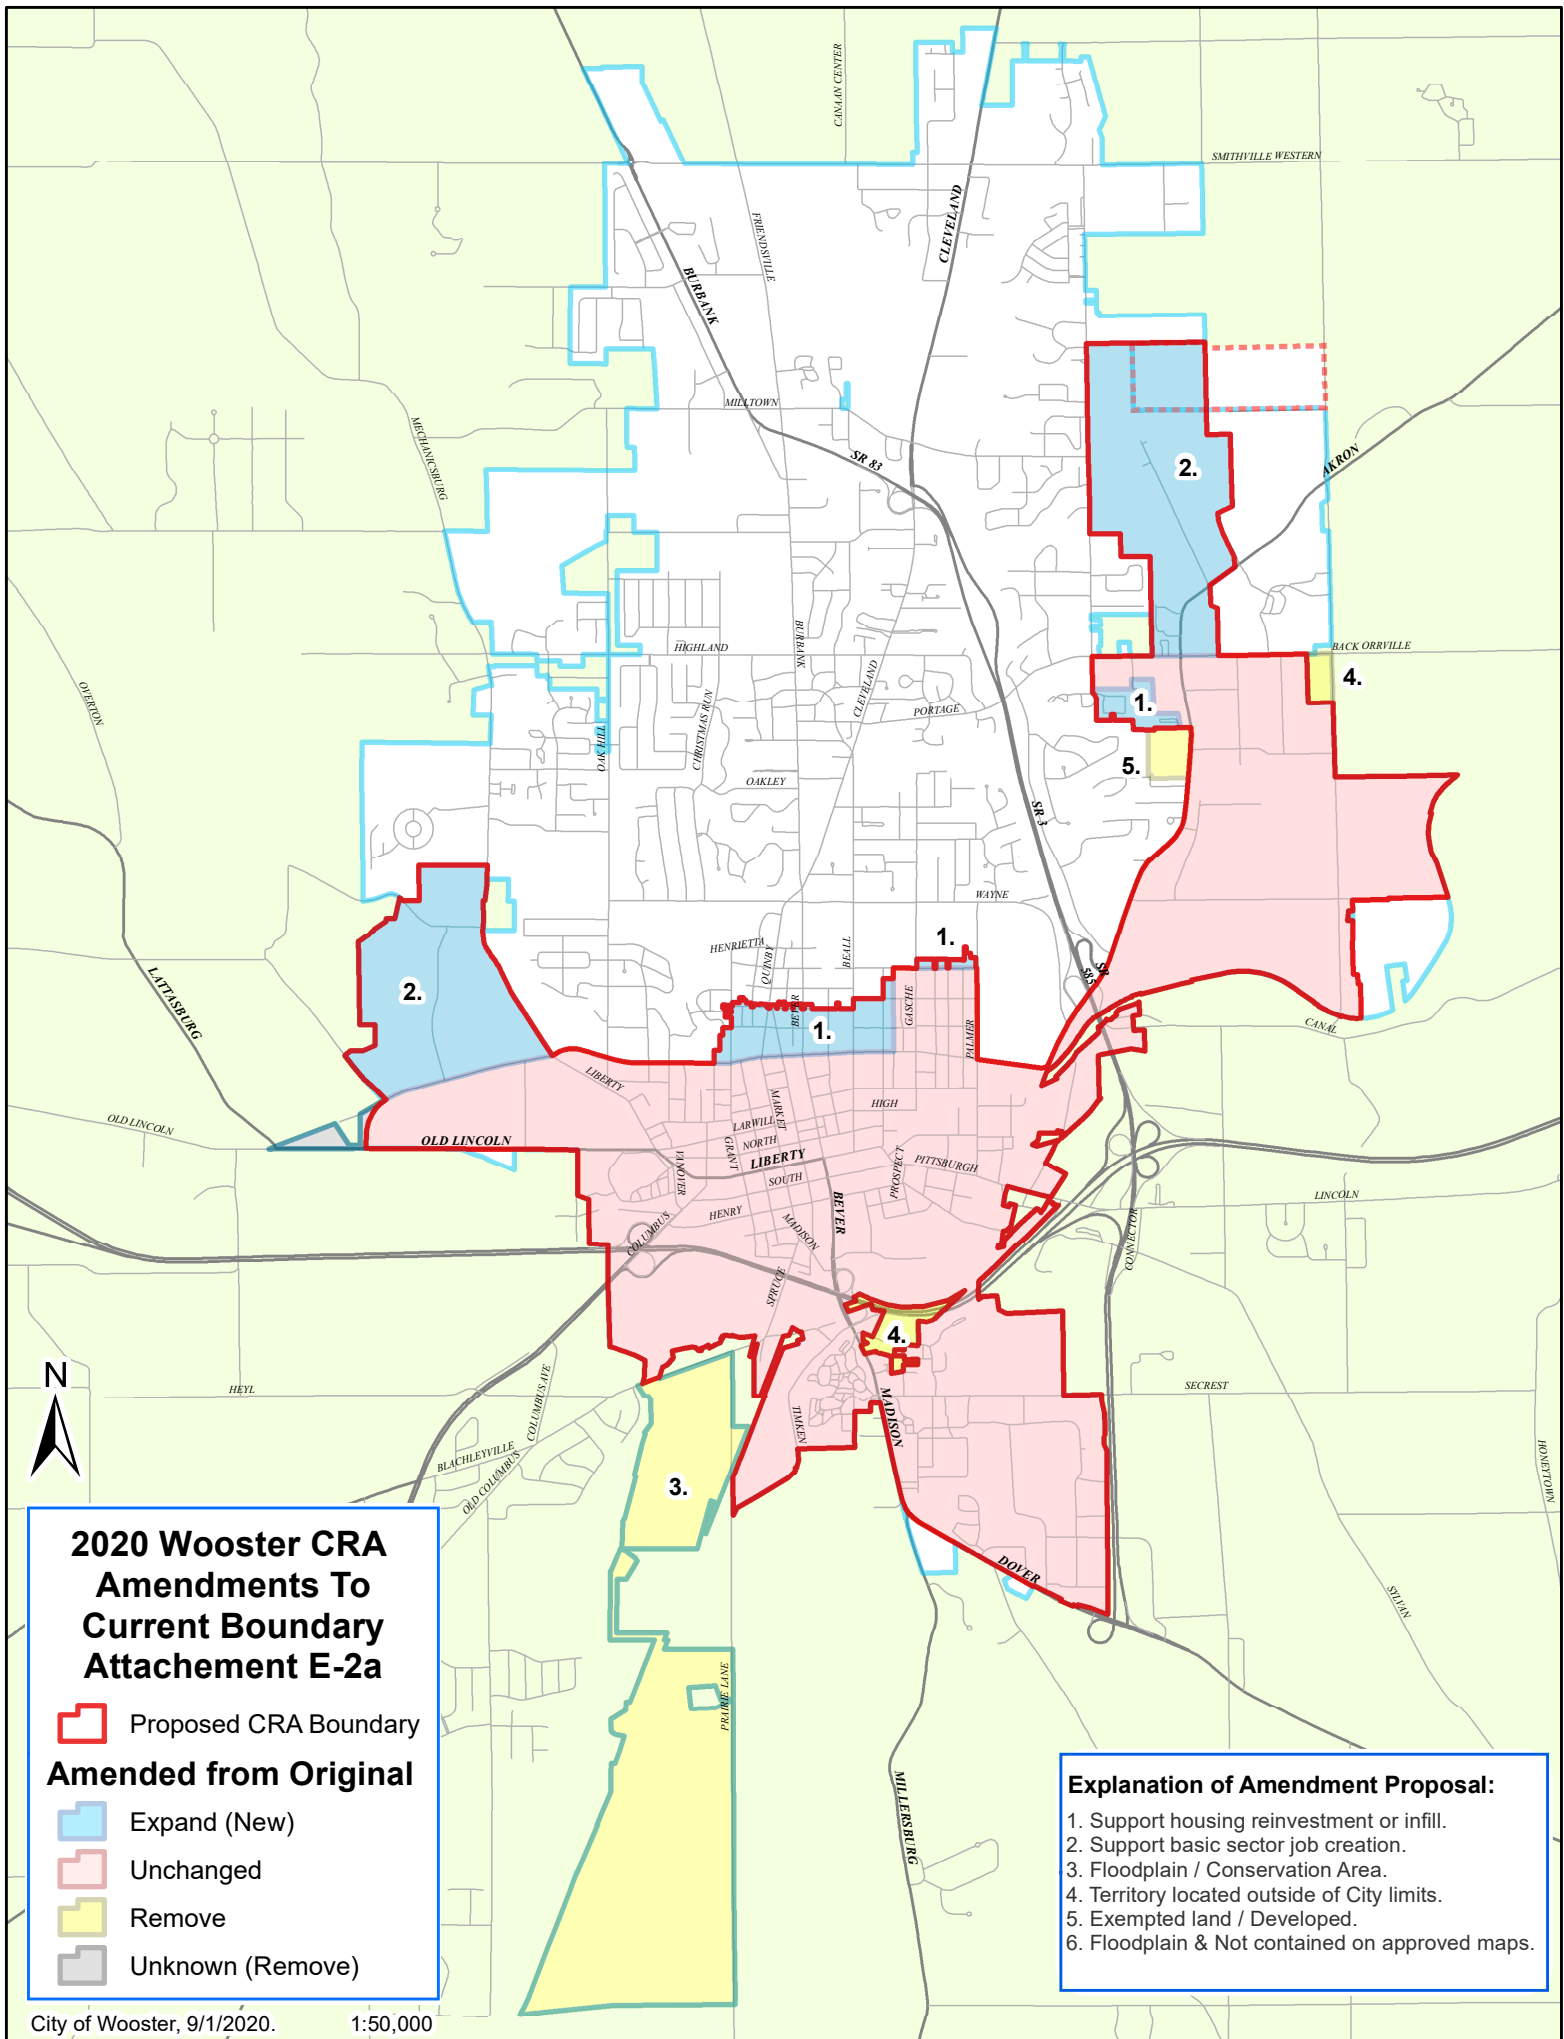 CANAAN CENTER
SMITHVILLE WESTERN
CLEVELAND
FRIENDSVILLE
BURBANK
MILLTOWN
MECHANICSBURG
SR 83
AKRON
2.
BURBANK
HIGHLAND
BACK ORRVILLE
4.
CLEVELAND
OVERTON
CHRISTMAS RUN
PORTAGE
1.
OAK HILL
5.
OAKLEY
SR 3
WAYNE
1.
HENRIETTA
QUINBY
BEALL
LATTASBURG
2.
SR
585
GASCHE
BEVER
1.
PALMER
CANAL
LIBERTY
MARKET
HIGH
OLD LINCOLN
LARWILL
OLD LINCOLN
NORTH
GRANT
LIBERTY
VANOVER
SOUTH
PROSPECT
PITTSBURGH
LINCOLN
HENRY
BEVER
COLUMBUS
MADISON
CONNECTOR
SPRUCE
4.
N
HEYL
COLUMBUS AVE
SECREST
TIMKEN
MADISON
BLACHLEYVILLE
OLD COLUMBUS
3.
HONEYTOWN
DOVER
SYLVAN
PRAIRIE LANE
MILLERSBURG
2020 Wooster CRA
Amendments To
Current Boundary
Attachement E-2a
Proposed CRA Boundary
Amended from Original
Expand (New)
Unchanged
Remove
Unknown (Remove)
City of Wooster, 9/1/2020. 1:50,000
Explanation of Amendment Proposal:
1. Support housing reinvestment or infill.
2. Support basic sector job creation.
3. Floodplain / Conservation Area.
4. Territory located outside of City limits.
5. Exempted land / Developed.
6. Floodplain & Not contained on approved maps.